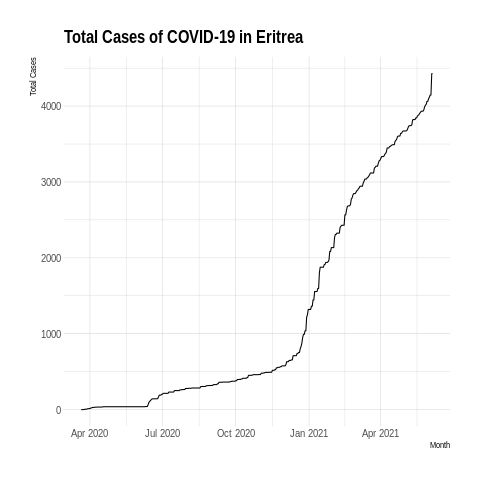 Total Cases of COVID-19 in Eritrea
Total Cases
4000
3000
2000
1000
0
Apr 2020 Jul 2020 Oct 2020 Jan 2021 Apr 2021
Month